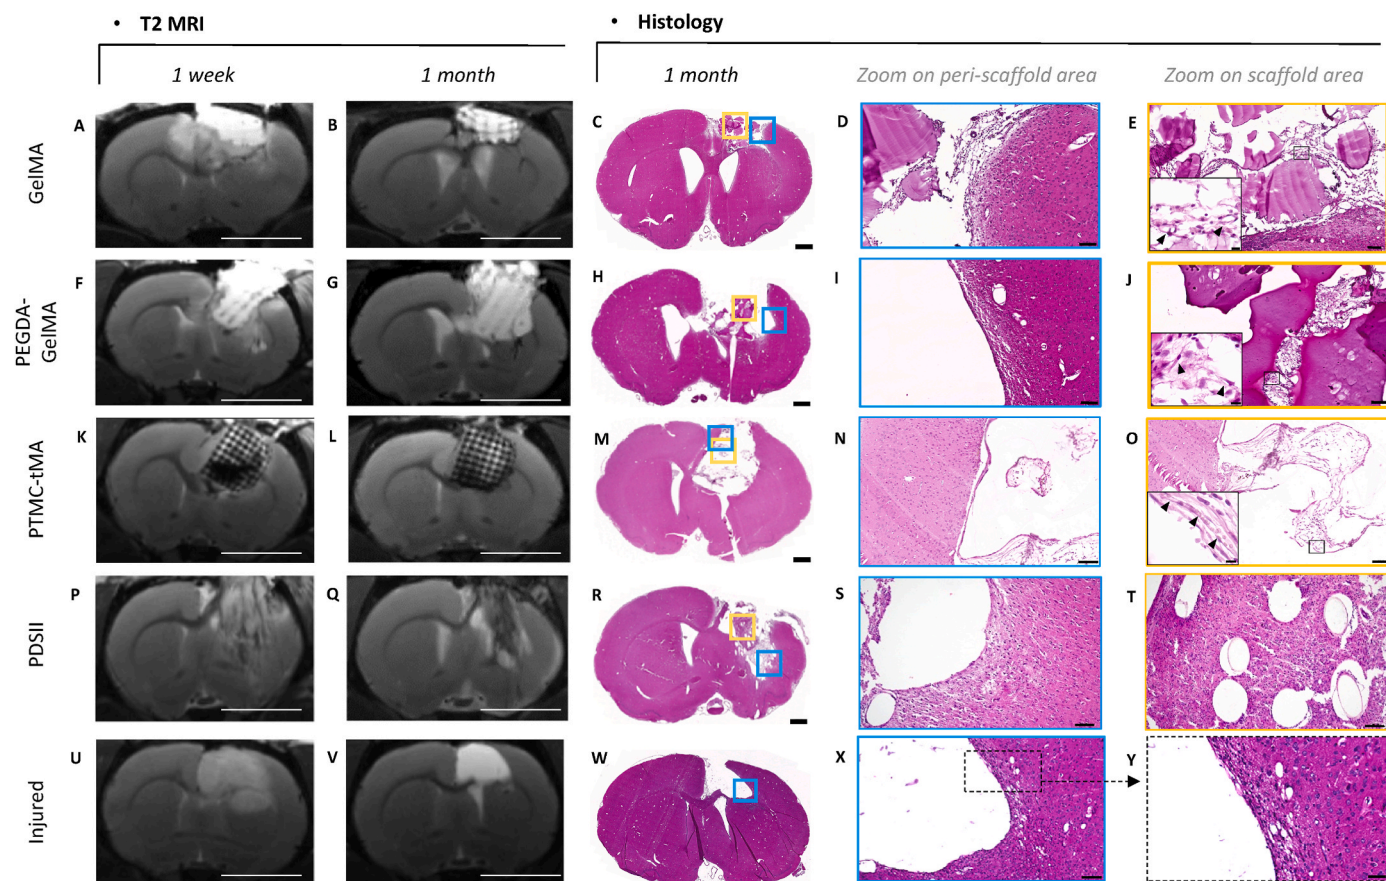 • T2 MRI
• Histology
1 week
1 month
1 month
Zoom on peri-scaffold area
Zoom on scaffold area
GelMA
A
B
C
D
E
PEGDA-
GelMA
F
G
H
I
J
PTMC-tMA
K
L
M
N
O
PDSII
P
Q
R
S
T
Injured
U
V
W
X
Y